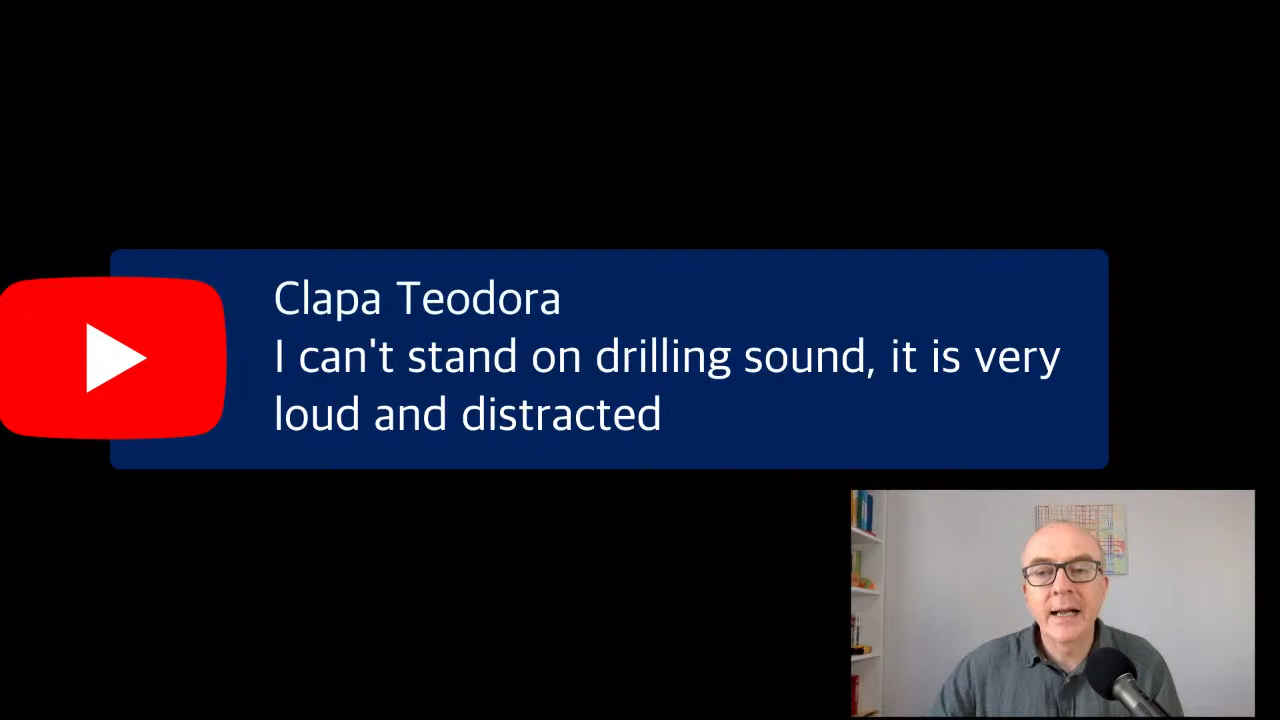 Clapa Teodora
I can't stand on drilling sound, it is very
loud and distracted